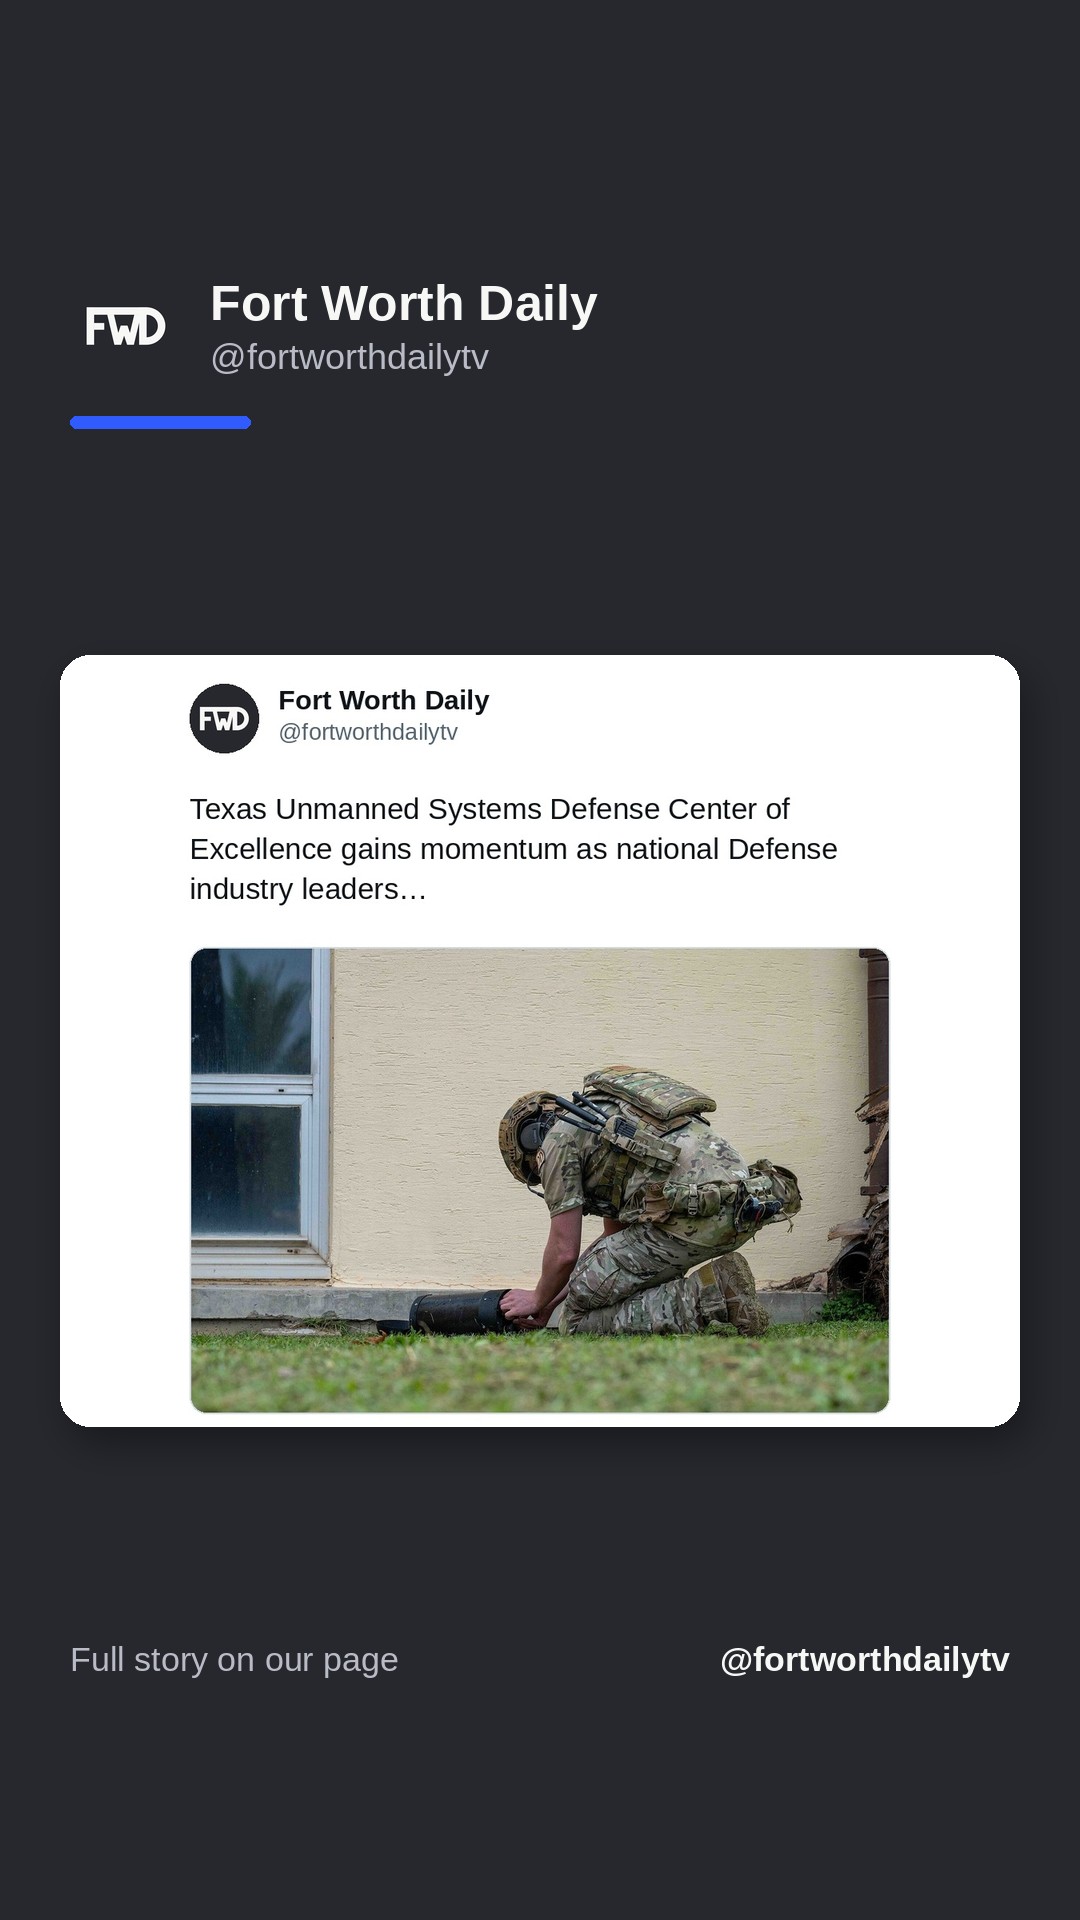 FWD
Fort Worth Daily
@fortworthdailytv
FWD
Fort Worth Daily
@fortworthdailytv
Texas Unmanned Systems Defense Center of
Excellence gains momentum as national Defense
industry leaders…
Full story on our page
@fortworthdailytv